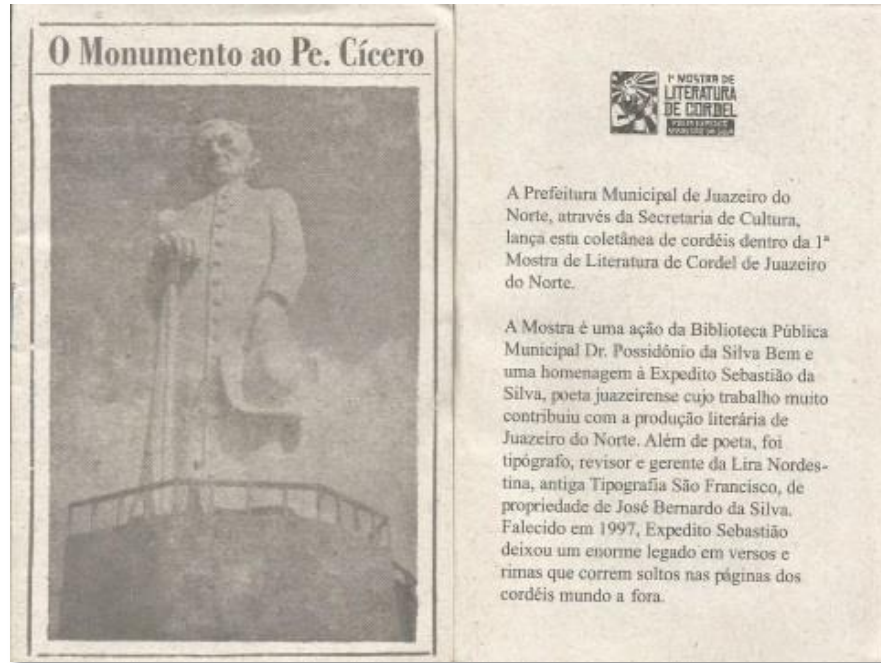 O Monumento ao Pe. Cícero
1ª MOSTRA DE
LITERATURA
DE CORDEL
A Prefeitura Municipal de Juazeiro do
Norte, através da Secretaria de Cultura,
lança esta coletânea de cordéis dentro da 1ª
Mostra de Literatura de Cordel de Juazeiro
do Norte.
A Mostra é uma ação da Biblioteca Pública
Municipal Dr. Possidônio da Silva Bem e
uma homenagem à Expedito Sebastião da
Silva, poeta juazeirense cujo trabalho muito
contribuiu com a produção literária de
Juazeiro do Norte. Além de poeta, foi
tipógrafo, revisor e gerente da Lira Nordes-
tina, antiga Tipografia São Francisco, de
propriedade de José Bernardo da Silva.
Falecido em 1997, Expedito Sebastião
deixou um enorme legado em versos e
rimas que correm soltos nas páginas dos
cordéis mundo a fora.